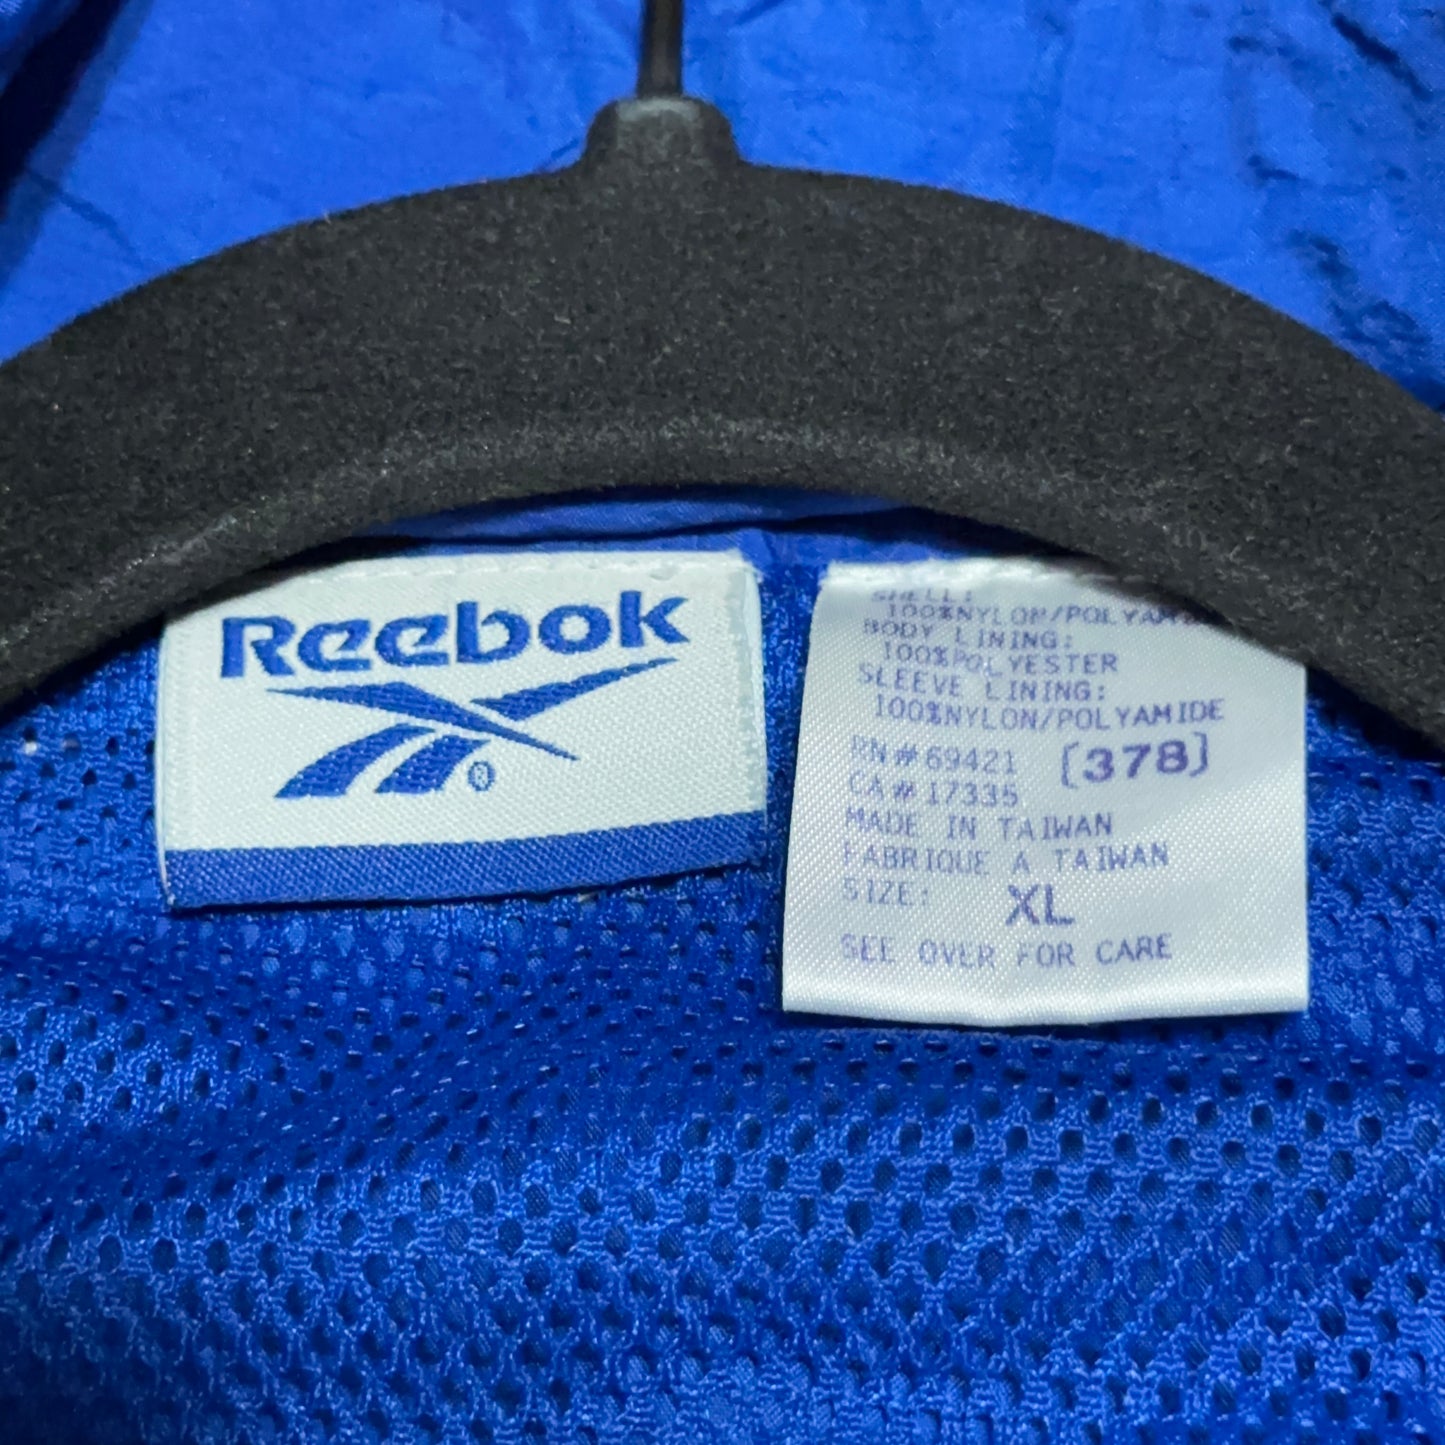 Reebok
®
SHELL:
100%NYLON/POLYAM
BODY LINING:
100%POLYESTER
SLEEVE LINING:
100%NYLON/POLYAMIDE
RN#69421 [378]
CA#17335
MADE IN TAIWAN
FABRIQUE A TAIWAN
SIZE: XL
SEE OVER FOR CARE